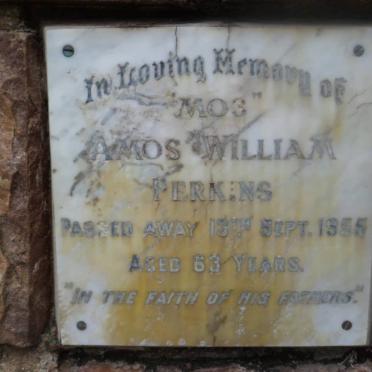 In Loving Memory of
"MOS"
AMOS WILLIAM
PERKINS
PASSED AWAY SEPT.
AGED 63 YEARS.
"IN THE FAITH OF HIS FATHERS."